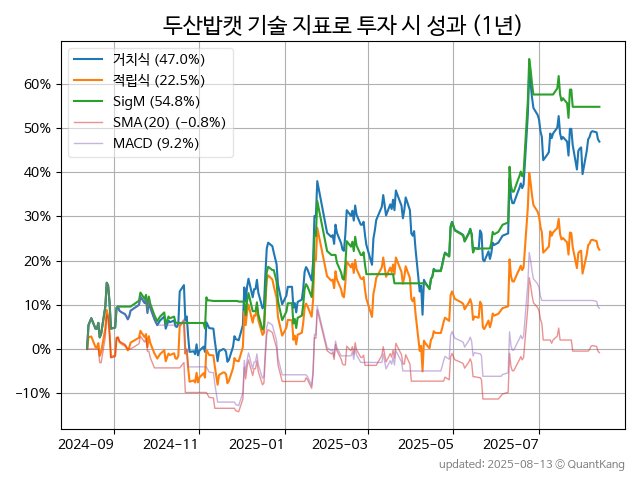 두산밥캣 기술 지표로 투자 시 성과 (1년)
거치식 (47.0%)
적립식 (22.5%)
SigM (54.8%)
SMA(20) (−0.8%)
MACD (9.2%)
60%
50%
40%
30%
20%
10%
0%
−10%
2024-09 2024-11 2025-01 2025-03 2025-05 2025-07
updated: 2025-08-13 ⓒ QuantKang